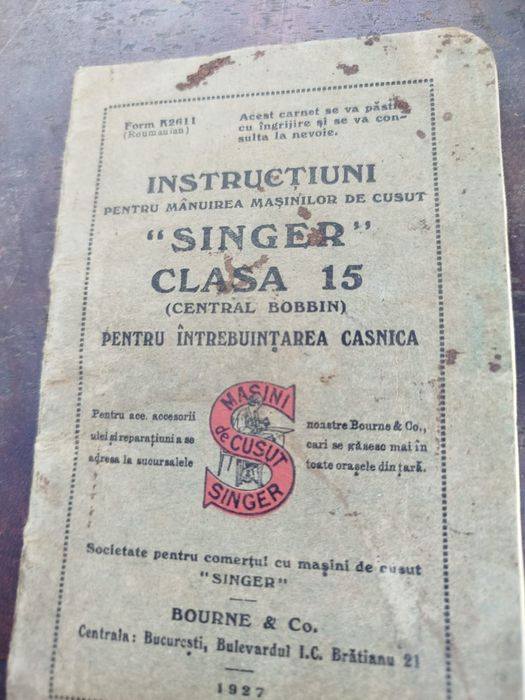 Form K2611
(Roumanian)
Acest carnet se va păstra
cu îngrijire și se va con-
sulta la nevoie.
INSTRUCȚIUNI
PENTRU MÂNUIREA MAȘINILOR DE CUSUT
"SINGER"
CLASA 15
(CENTRAL BOBBIN)
PENTRU ÎNTREBUINȚAREA CASNICA
Pentru ace, accesorii
ulei și reparațiuni a se
adresa la sucursalele
MAȘINI
de CUSUT
SINGER
noastre Bourne & Co.,
cari se găsesc mai în
toate orașele din țară.
Societate pentru comerțul cu mașini de cusut
"SINGER"
BOURNE & Co.
Centrala: București, Bulevardul I.C. Brătianu 21
1927